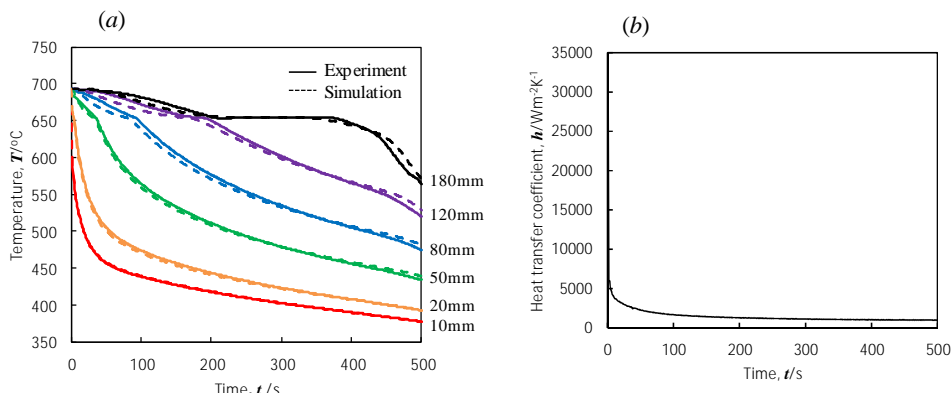 (a)
750
700
650
600
550
500
450
400
350
Temperature, T/°C
Experiment
Simulation
180mm
120mm
80mm
50mm
20mm
10mm
0
100
200
300
400
500
Time, t/s
(b)
35000
30000
25000
20000
15000
10000
5000
0
Heat transfer coefficient, h/Wm⁻²K⁻¹
0
100
200
300
400
500
Time, t/s